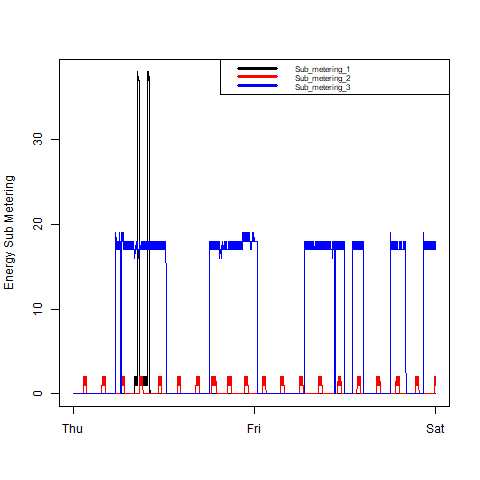 Sub_metering_1
Sub_metering_2
Sub_metering_3
Energy Sub Metering
30
20
10
0
Thu Fri Sat